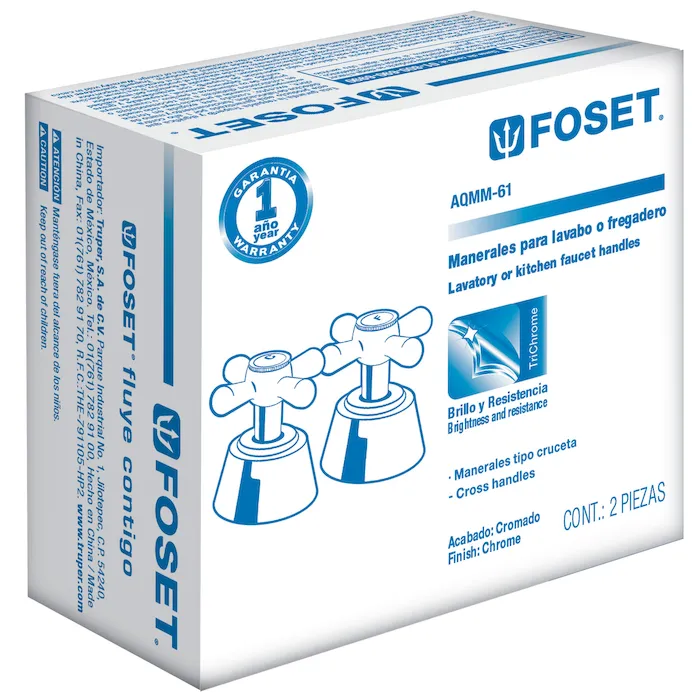 FOSET
FOSET®
AQMM-61
GARANTIA
1
año
year
WARRANTY
Manerales para lavabo o fregadero
Lavatory or kitchen faucet handles
TriChrome
Brillo y Resistencia
Brightness and resistance
· Manerales tipo cruceta
- Cross handles
Acabado: Cromado
Finish: Chrome
CONT.: 2 PIEZAS
C
F
FOSET®
FOSET® fluye contigo
Importador: Truper, S.A. de C.V. Parque Industrial No. 1, Jilotepec, C.P. 54240,
Estado de México, México. Tel.: 01(761) 782 91 00, Hecho en China / Made
in China, Fax: 01(761) 782 91 70, R.F.C.:THE-791105-HP2. www.truper.com
ATENCIÓN Manténgase fuera del alcance de los niños.
CAUTION Keep out of reach of children.